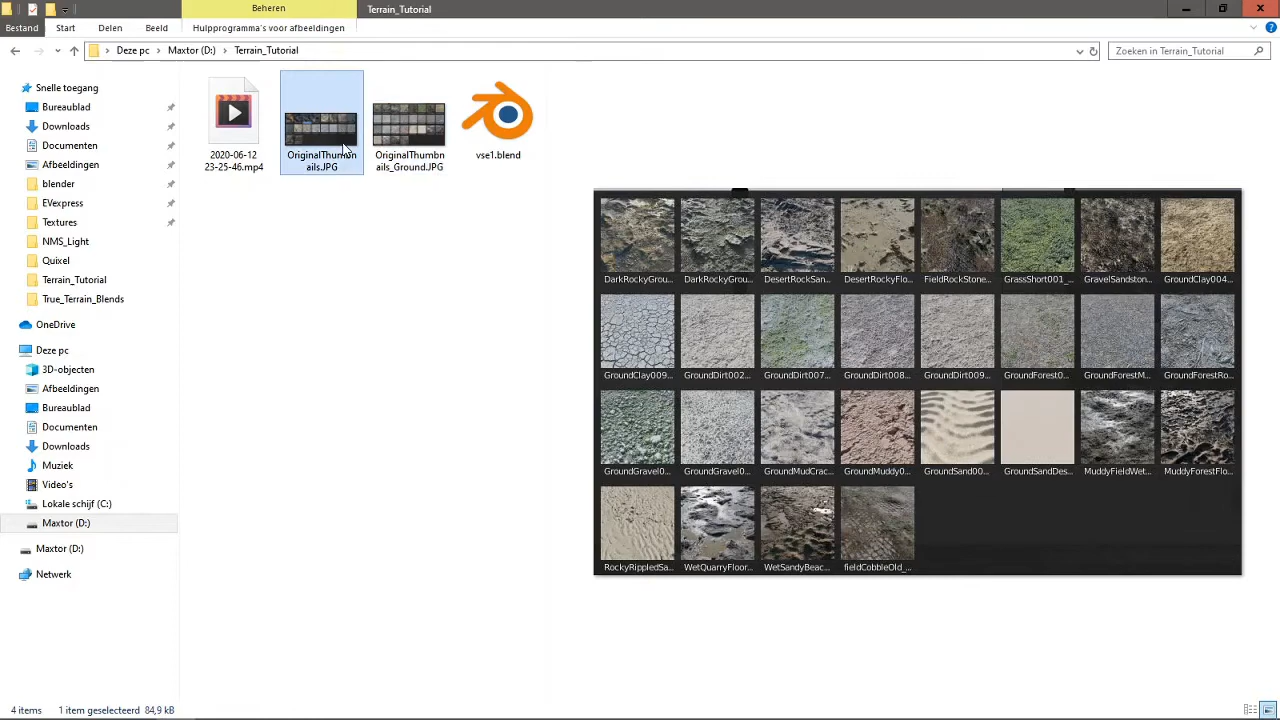 Beheren
Terrain_Tutorial
Bestand
Start
Delen
Beeld
Hulpprogramma's voor afbeeldingen
Deze pc
Maxtor (D:)
Terrain_Tutorial
Zoeken in Terrain_Tutorial
Snelle toegang
Bureaublad
Downloads
Documenten
Afbeeldingen
blender
EVexpress
Textures
NMS_Light
Quixel
Terrain_Tutorial
True_Terrain_Blends
OneDrive
Deze pc
3D-objecten
Afbeeldingen
Bureaublad
Documenten
Downloads
Muziek
Video's
Lokale schijf (C:)
Maxtor (D:)
Maxtor (D:)
Netwerk
2020-06-12
23-25-46.mp4
OriginalThumbn
ails.JPG
OriginalThumbn
ails_Ground.JPG
vse1.blend
DarkRockyGrou... DarkRockyGrou... DesertRockSan... DesertRockyFlo... FieldRockStone... GrassShort001_... GravelSandston... GroundClay004...
GroundClay009... GroundDirt002... GroundDirt007... GroundDirt008... GroundDirt009... GroundForest0... GroundForestM... GroundForestRo...
GroundGravel0... GroundGravel0... GroundMudCrac... GroundMuddy0... GroundSand00... GroundSandDes... MuddyFieldWet... MuddyForestFlo...
RockyRippledSa... WetQuarryFloor... WetSandyBeac... fieldCobbleOld_...
4 items 1 item geselecteerd 84,9 kB